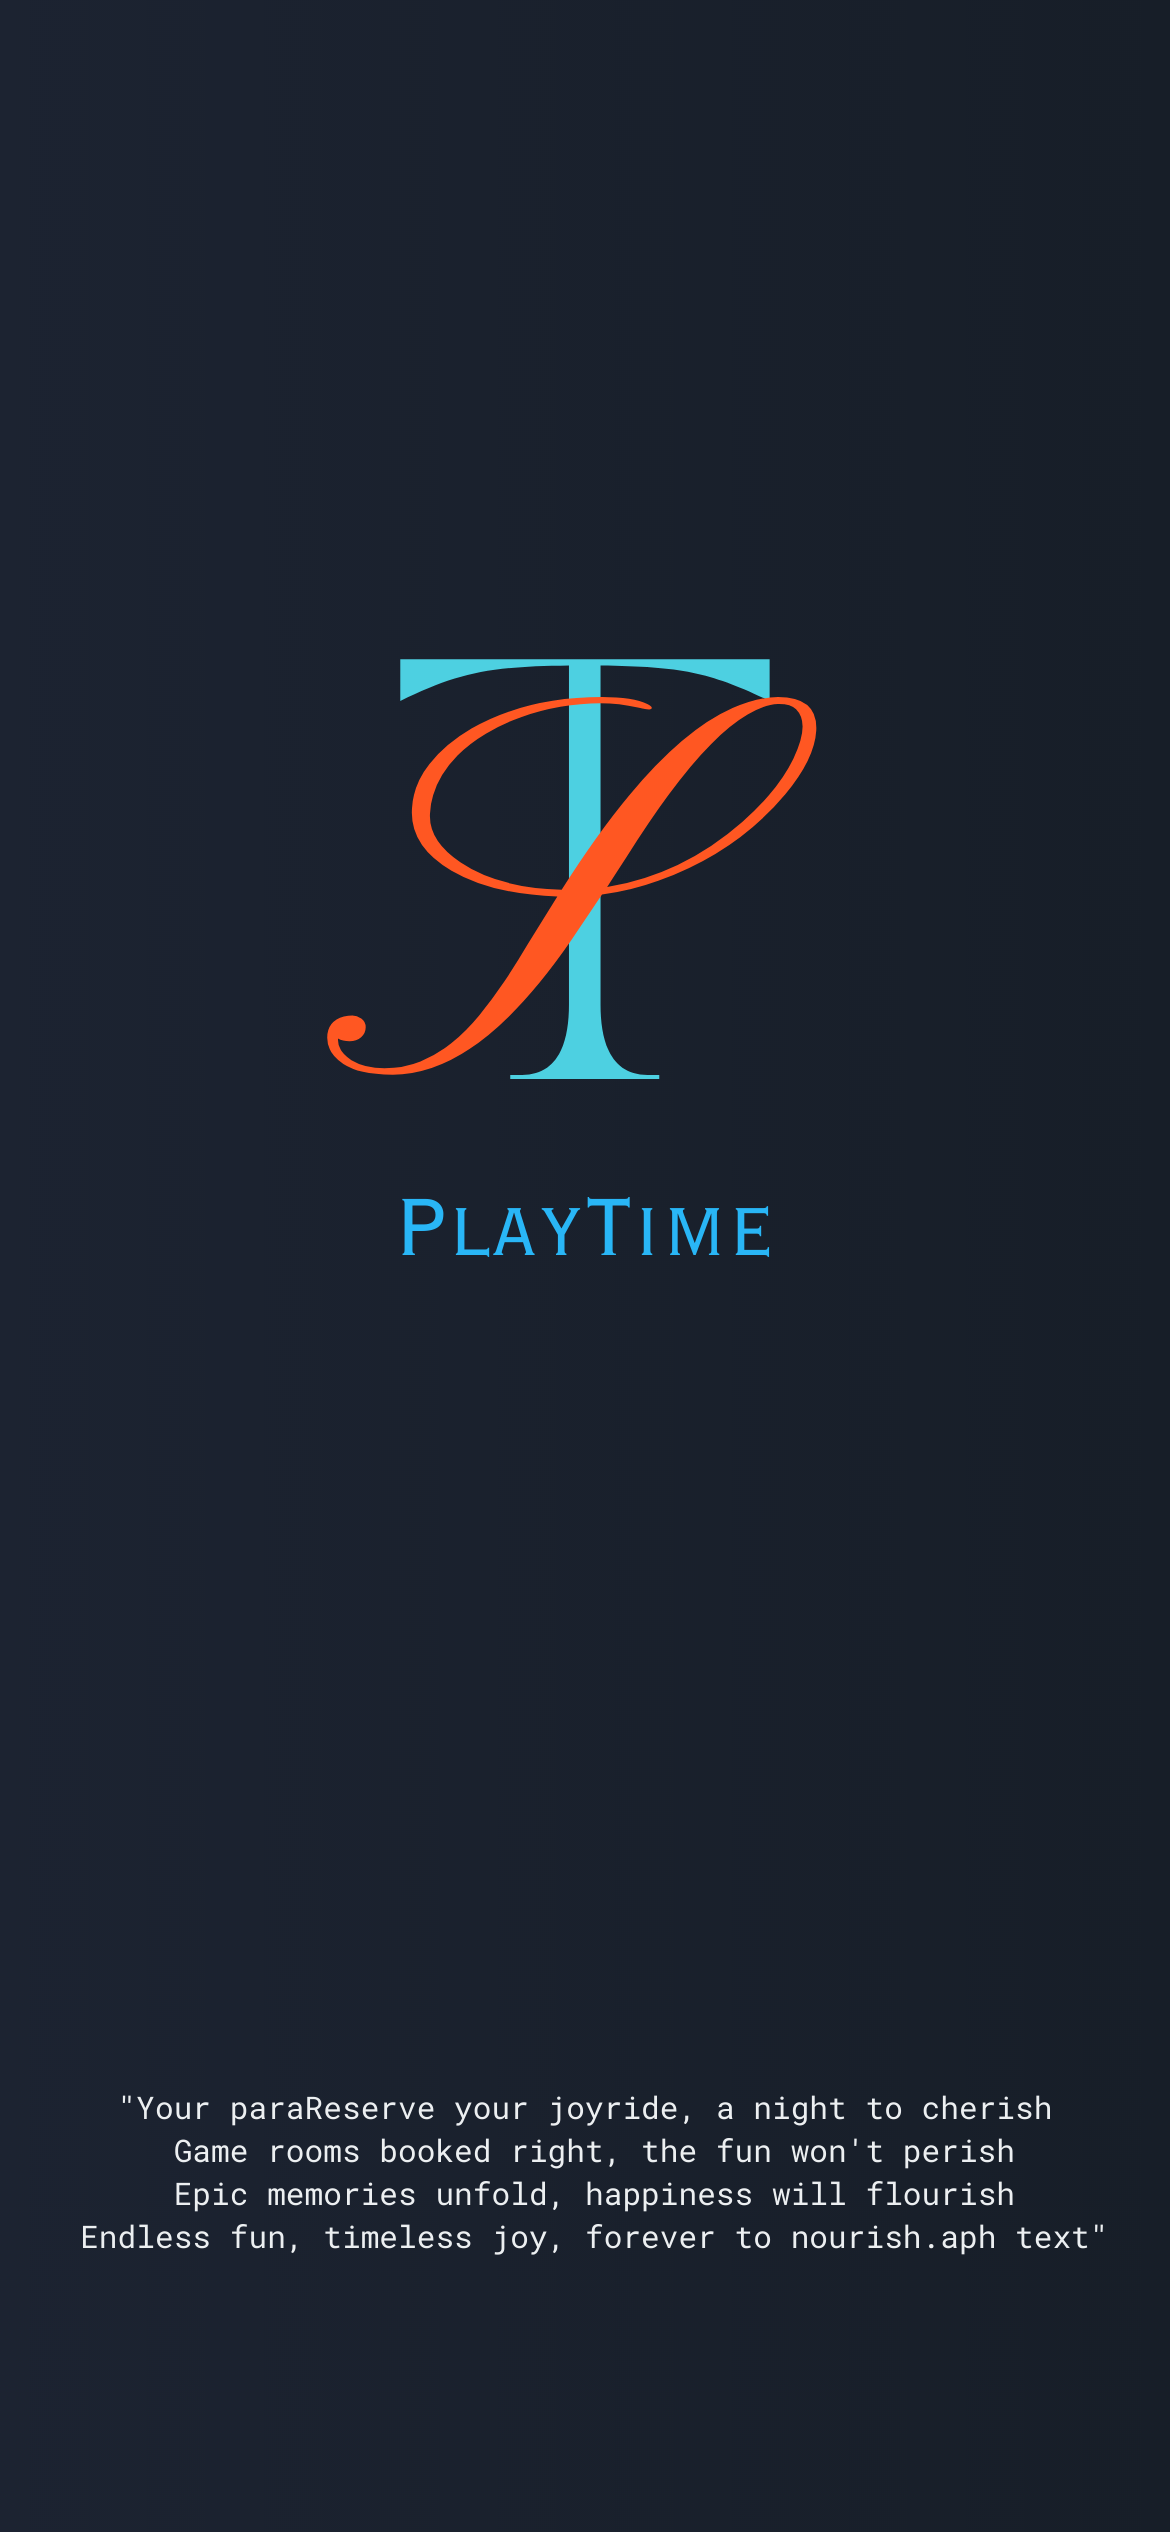 TP
PLAYTIME
"Your paraReserve your joyride, a night to cherish
Game rooms booked right, the fun won't perish
Epic memories unfold, happiness will flourish
Endless fun, timeless joy, forever to nourish.aph text"